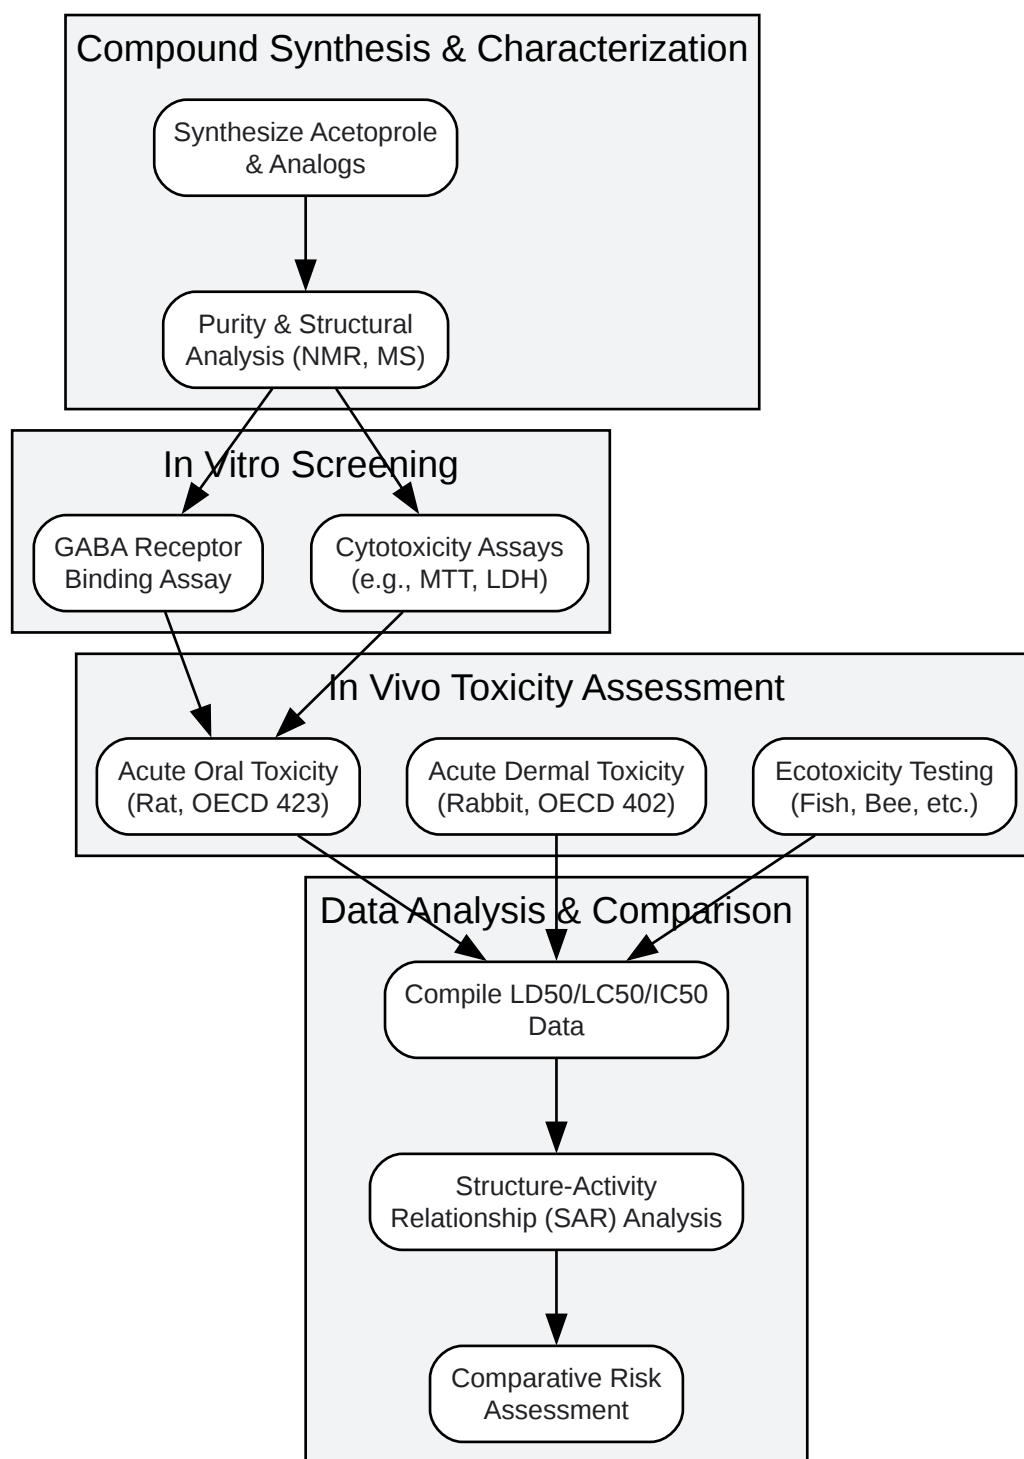 Compound Synthesis & Characterization
Synthesize Acetoprole
& Analogs
Purity & Structural
Analysis (NMR, MS)
In Vitro Screening
GABA Receptor
Binding Assay
Cytotoxicity Assays
(e.g., MTT, LDH)
In Vivo Toxicity Assessment
Acute Oral Toxicity
(Rat, OECD 423)
Acute Dermal Toxicity
(Rabbit, OECD 402)
Ecotoxicity Testing
(Fish, Bee, etc.)
Data Analysis & Comparison
Compile LD50/LC50/IC50
Data
Structure-Activity
Relationship (SAR) Analysis
Comparative Risk
Assessment